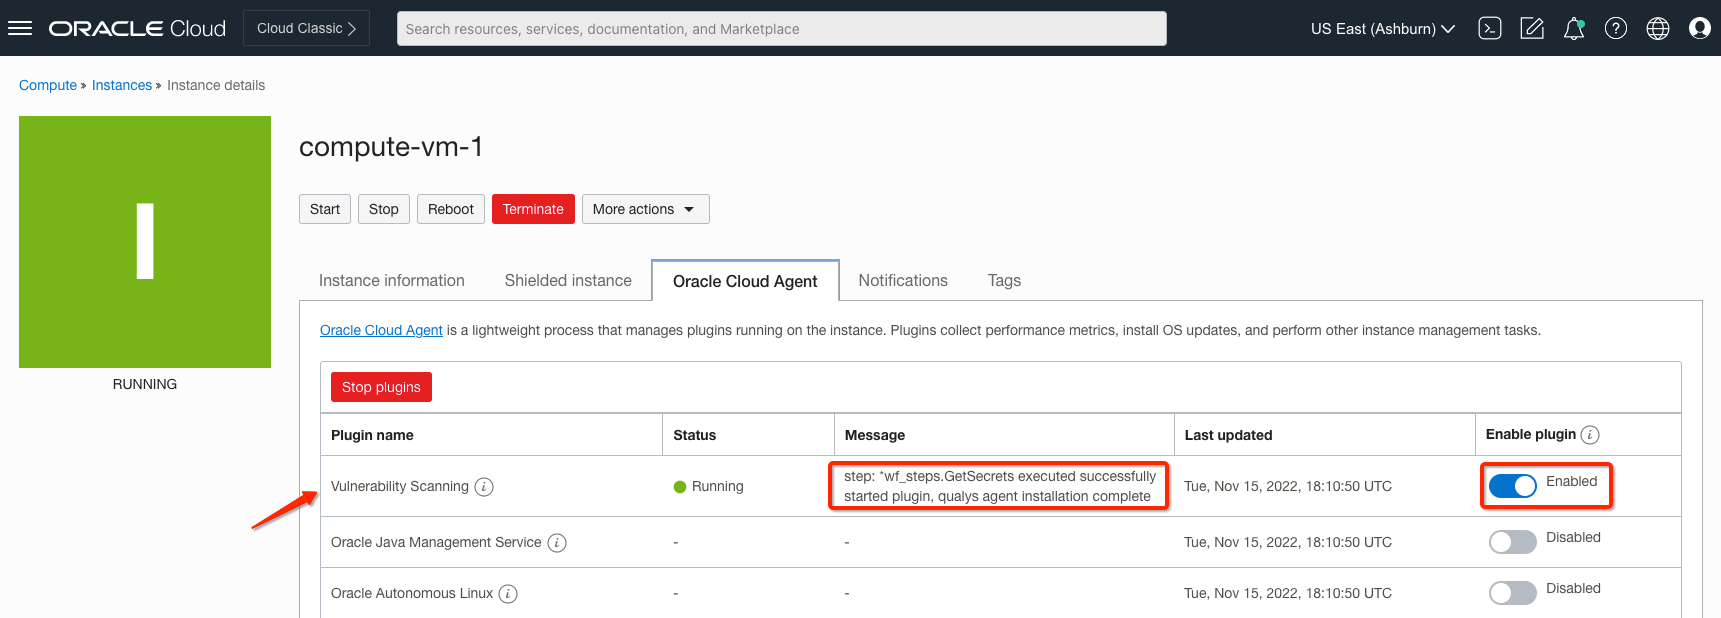 ORACLE Cloud
Cloud Classic
Search resources, services, documentation, and Marketplace
US East (Ashburn)
Compute » Instances » Instance details
compute-vm-1
Start
Stop
Reboot
Terminate
More actions
RUNNING
Instance information
Shielded instance
Oracle Cloud Agent
Notifications
Tags
Oracle Cloud Agent is a lightweight process that manages plugins running on the instance. Plugins collect performance metrics, install OS updates, and perform other instance management tasks.
Stop plugins
Plugin name
Status
Message
Last updated
Enable plugin
Vulnerability Scanning
Running
step: *wf_steps.GetSecrets executed successfully
started plugin, qualys agent installation complete
Tue, Nov 15, 2022, 18:10:50 UTC
Enabled
Oracle Java Management Service
-
-
Tue, Nov 15, 2022, 18:10:50 UTC
Disabled
Oracle Autonomous Linux
-
-
Tue, Nov 15, 2022, 18:10:50 UTC
Disabled